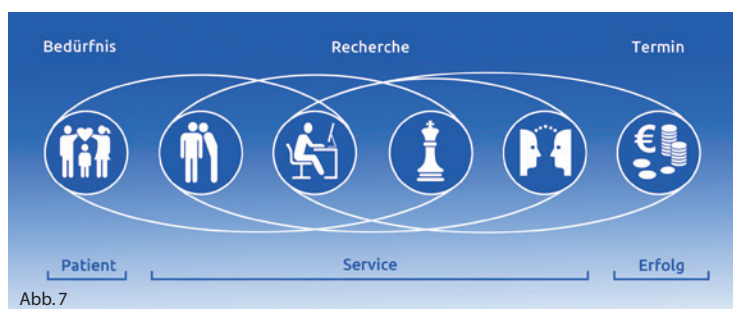 Bedürfnis Recherche Termin
€
Patient Service Erfolg
Abb. 7